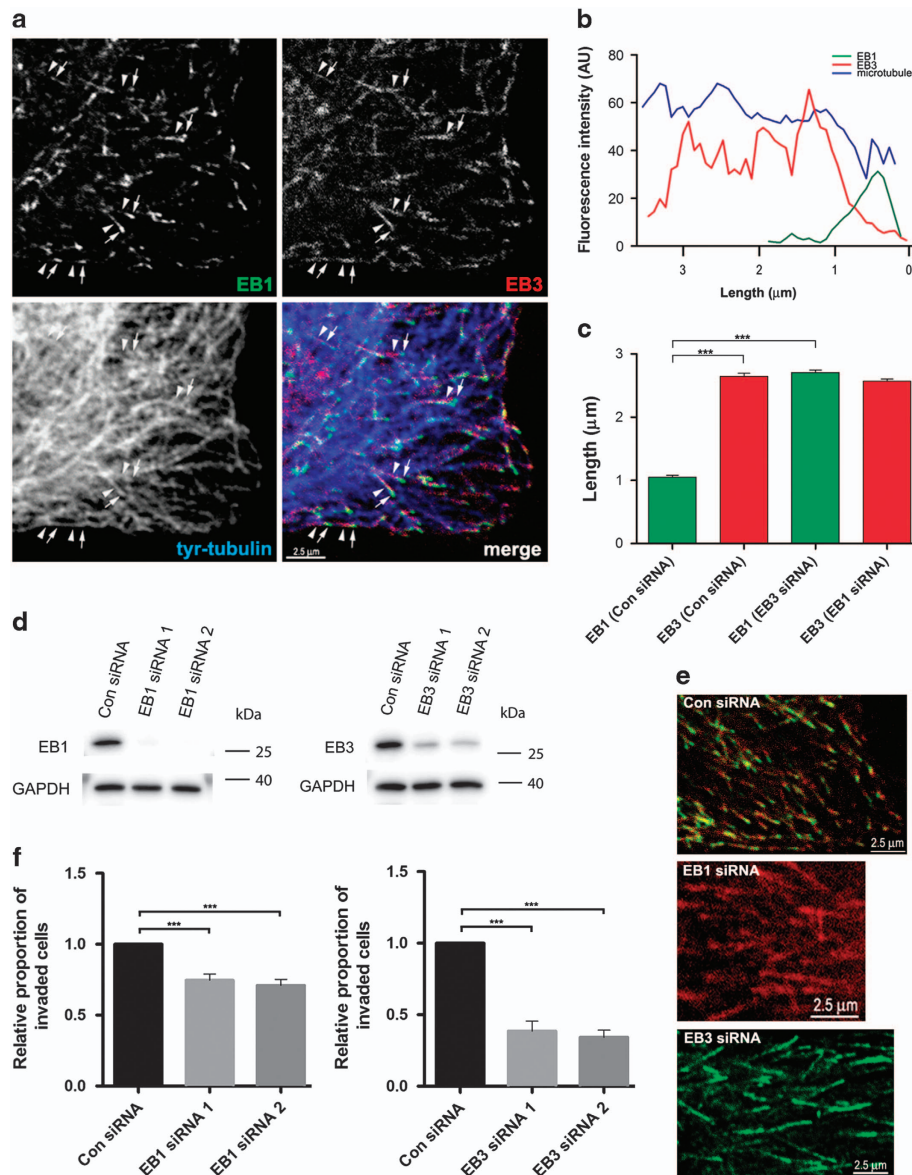 a
EB1
EB3
tyr-tubulin
2.5 μm
merge
b
Fluorescence intensity (AU)
80
60
40
20
0
EB1
EB3
microtubule
3
2
1
0
Length (μm)
c
Length (μm)
3
2
1
0
***
***
EB1 (Con siRNA)
EB3 (Con siRNA)
EB1 (EB3 siRNA)
EB3 (EB1 siRNA)
d
Con siRNA
EB1 siRNA 1
EB1 siRNA 2
kDa
EB1
25
GAPDH
40
Con siRNA
EB3 siRNA 1
EB3 siRNA 2
kDa
EB3
25
GAPDH
40
e
Con siRNA
2.5 μm
EB1 siRNA
2.5 μm
EB3 siRNA
2.5 μm
f
Relative proportion of
invaded cells
1.5
1.0
0.5
0.0
***
***
Con siRNA
EB1 siRNA 1
EB1 siRNA 2
Relative proportion of
invaded cells
1.5
1.0
0.5
0.0
***
***
Con siRNA
EB3 siRNA 1
EB3 siRNA 2